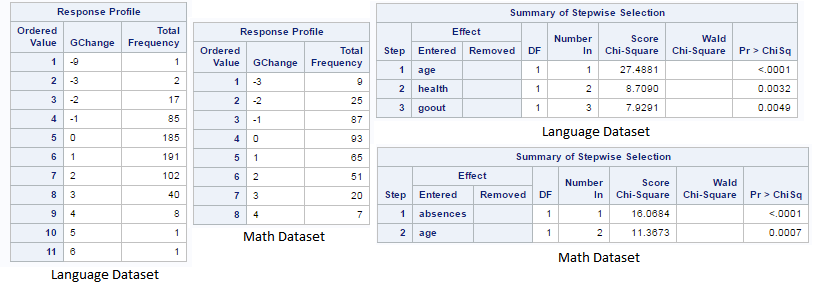 Response Profile
Ordered Value GChange Total Frequency
1 -9 1
2 -3 2
3 -2 17
4 -1 85
5 0 185
6 1 191
7 2 102
8 3 40
9 4 8
10 5 1
11 6 1
Language Dataset
Response Profile
Ordered Value GChange Total Frequency
1 -3 9
2 -2 25
3 -1 87
4 0 93
5 1 65
6 2 51
7 3 20
8 4 7
Math Dataset
Summary of Stepwise Selection
Effect
Step Entered Removed DF Number In Score Chi-Square Wald Chi-Square Pr > ChiSq
1 age 1 1 27.4881 <.0001
2 health 1 2 8.7090 0.0032
3 goout 1 3 7.9291 0.0049
Language Dataset
Summary of Stepwise Selection
Effect
Step Entered Removed DF Number In Score Chi-Square Wald Chi-Square Pr > ChiSq
1 absences 1 1 16.0684 <.0001
2 age 1 2 11.3673 0.0007
Math Dataset